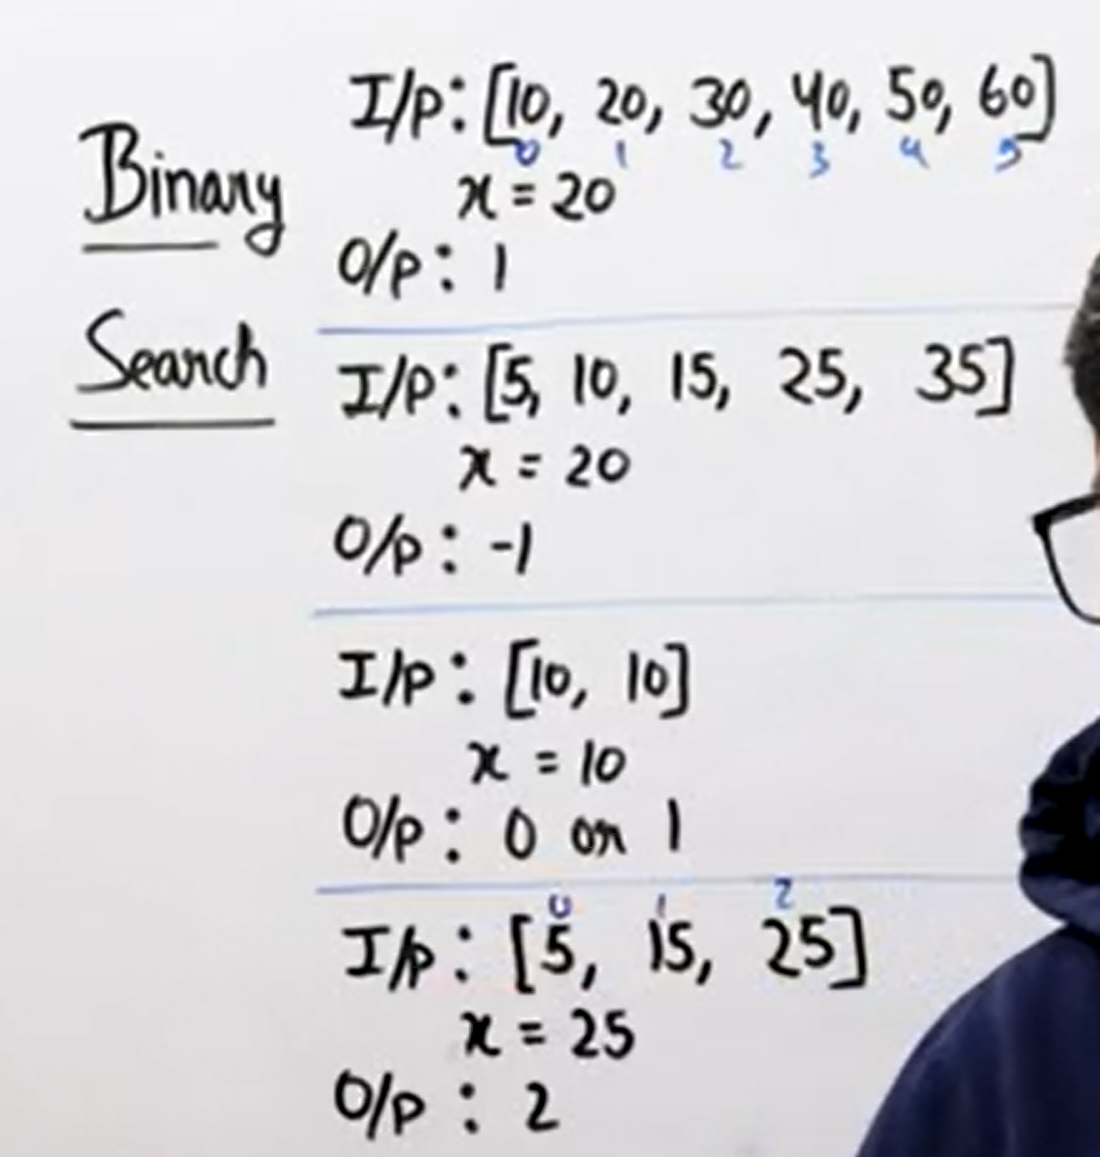 Binary
Search
I/p: [10, 20, 30, 40, 50, 60]
0 1 2 3 4 5
x = 20
O/p: 1
I/p: [5, 10, 15, 25, 35]
x = 20
O/p: -1
I/p: [10, 10]
x = 10
O/p: 0 or 1
0 1 2
I/p: [5, 15, 25]
x = 25
O/p: 2